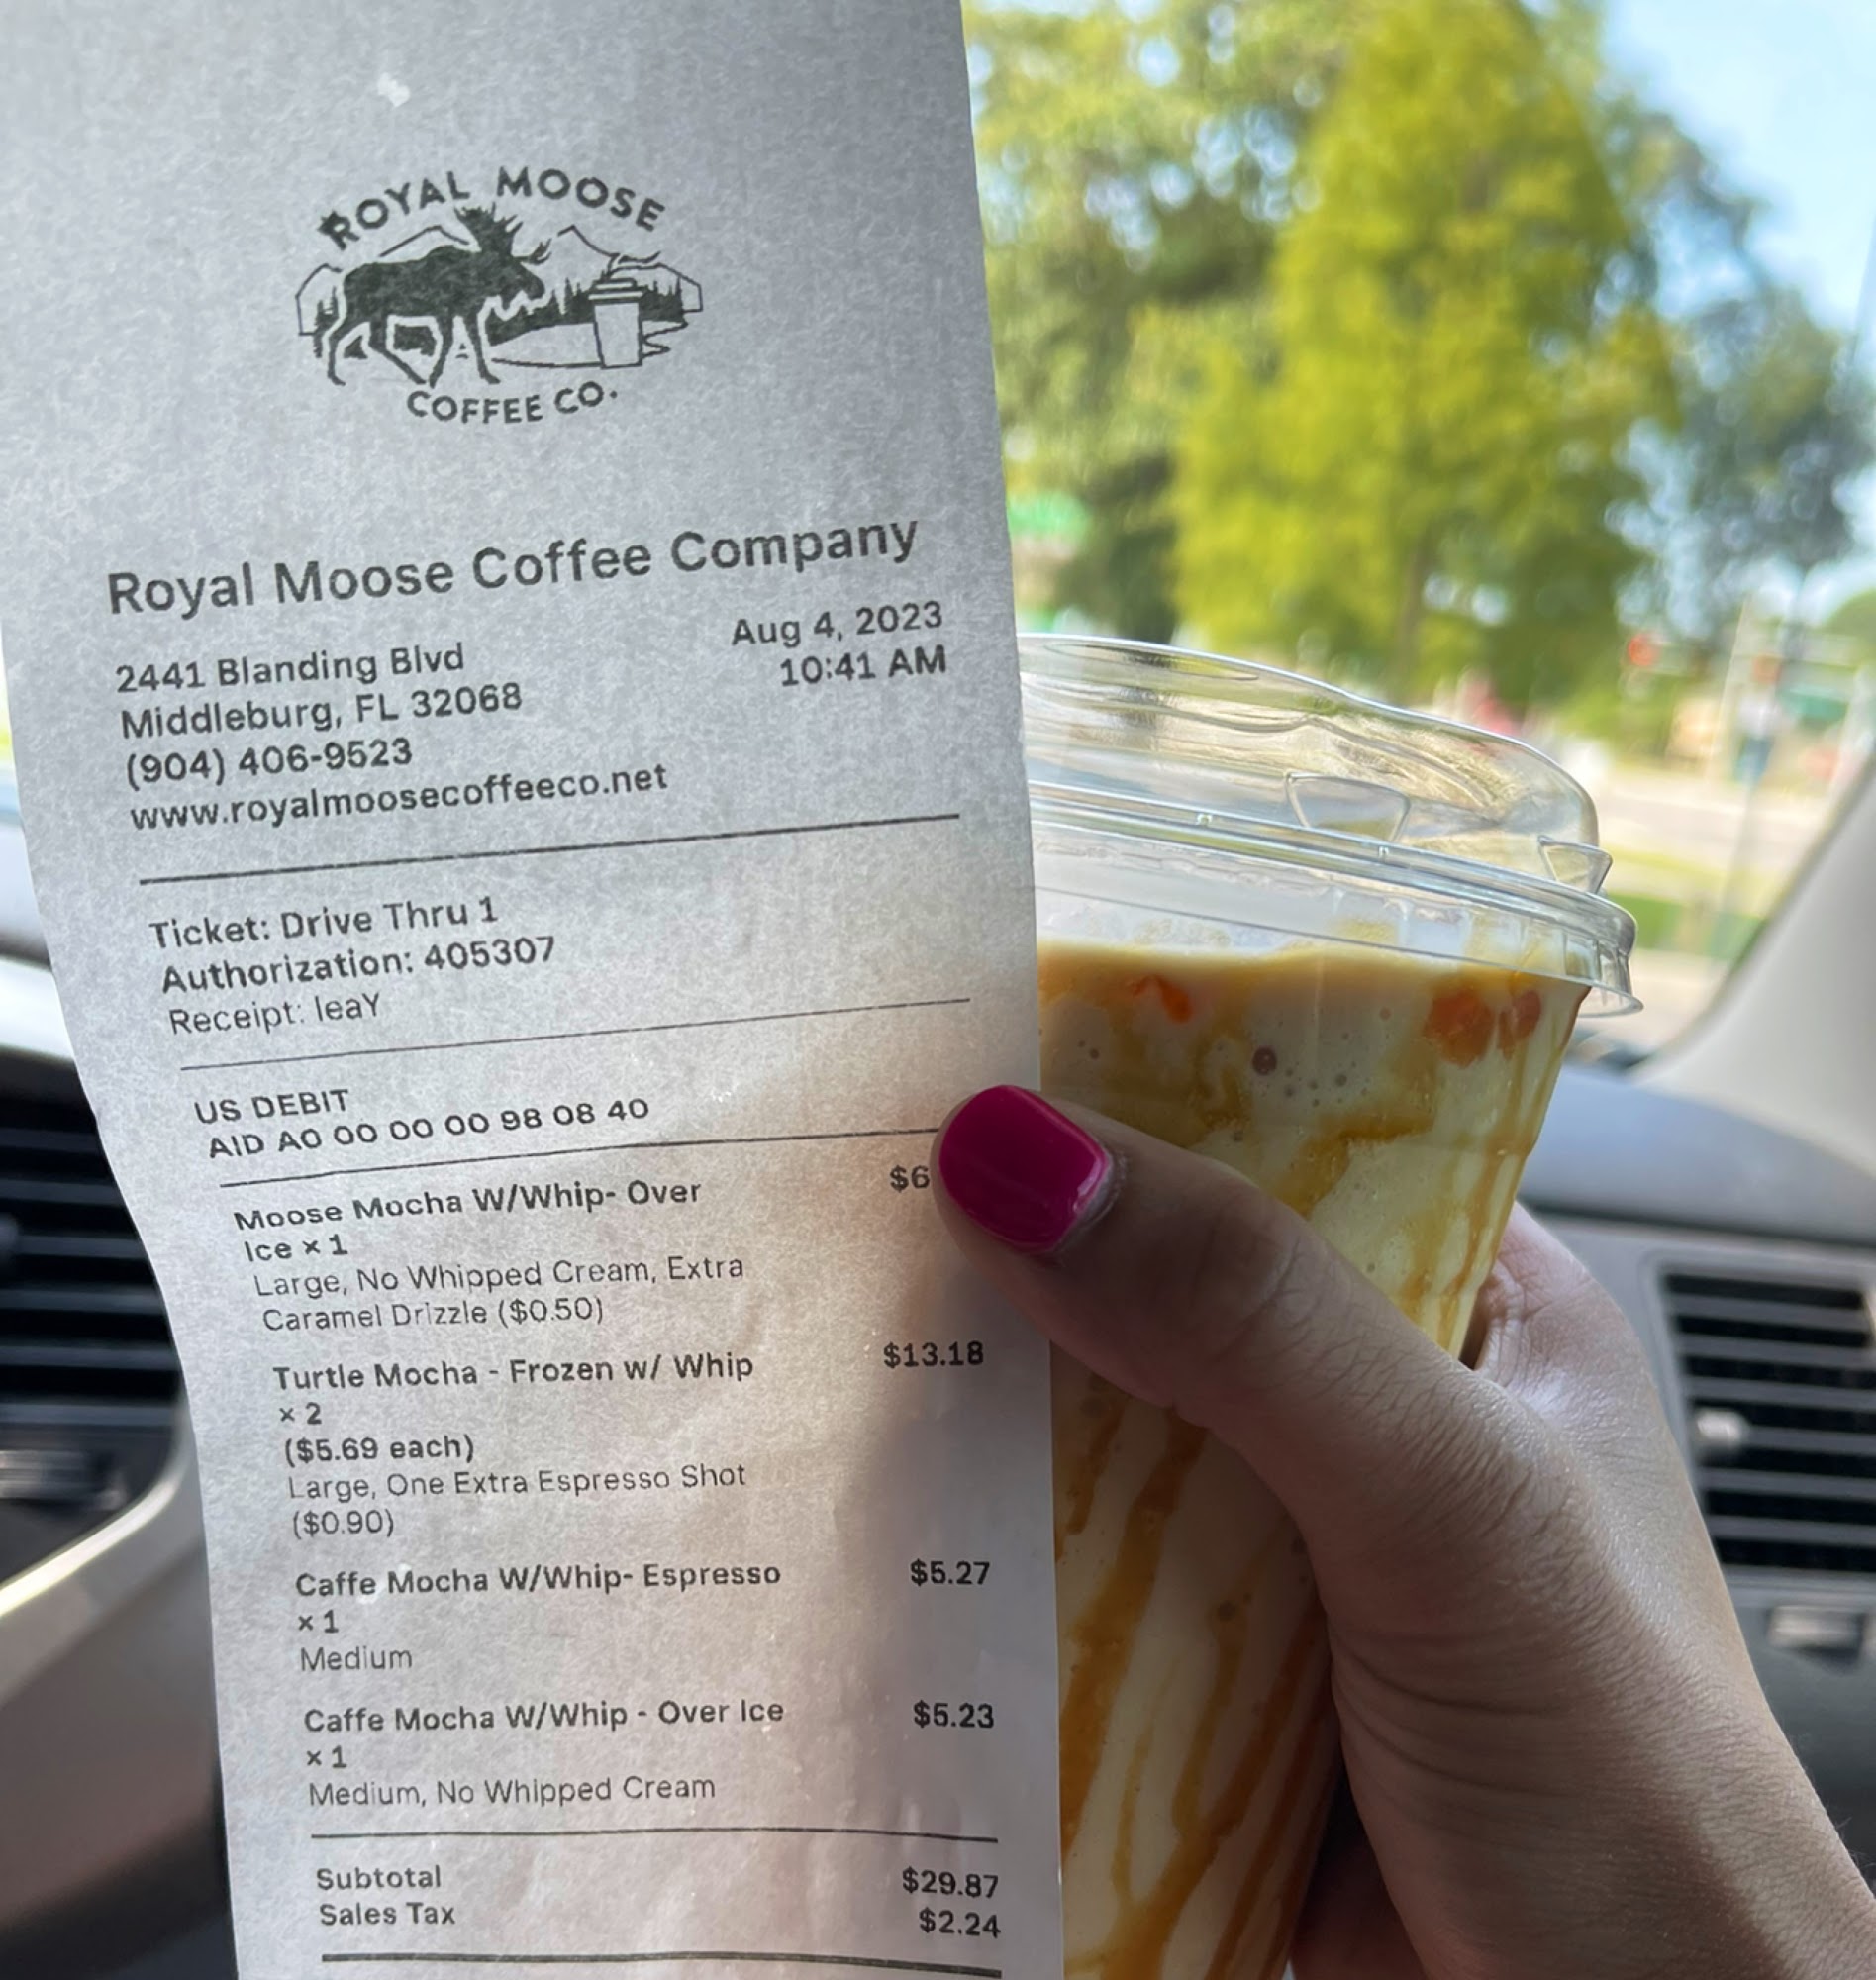 ROYAL MOOSE
COFFEE CO.
Royal Moose Coffee Company
2441 Blanding Blvd
Aug 4, 2023
Middleburg, FL 32068
10:41 AM
(904) 406-9523
www.royalmoosecoffeeco.net
Ticket: Drive Thru 1
Authorization: 405307
Receipt: leaY
US DEBIT
AID A0 00 00 00 98 08 40
Moose Mocha W/Whip- Over $6
Ice × 1
Large, No Whipped Cream, Extra
Caramel Drizzle ($0.50)
Turtle Mocha - Frozen w/ Whip $13.18
× 2
($5.69 each)
Large, One Extra Espresso Shot
($0.90)
Caffe Mocha W/Whip- Espresso $5.27
× 1
Medium
Caffe Mocha W/Whip - Over Ice $5.23
× 1
Medium, No Whipped Cream
Subtotal $29.87
Sales Tax $2.24